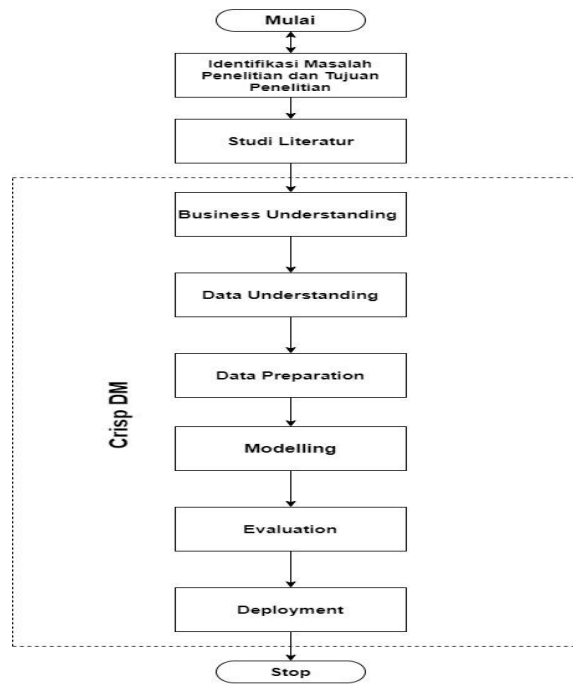 Mulai
Identifikasi Masalah
Penelitian dan Tujuan
Penelitian
Studi Literatur
Business Understanding
Data Understanding
Data Preparation
Crisp DM
Modelling
Evaluation
Deployment
Stop